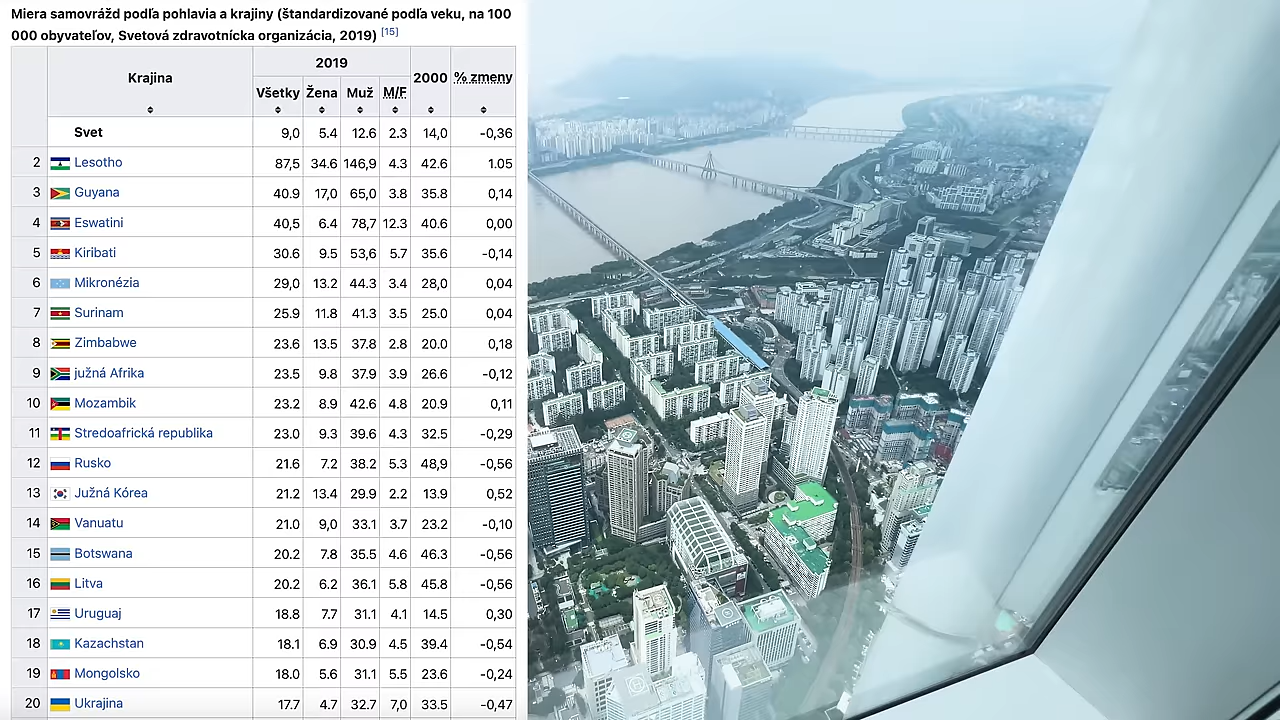 Miera samovrážd podľa pohlavia a krajiny (štandardizované podľa veku, na 100
000 obyvateľov, Svetová zdravotnícka organizácia, 2019) [15]
Krajina 2019 2000 % zmeny
Všetky Žena Muž M/F
Svet 9,0 5.4 12.6 2.3 14,0 -0,36
2 Lesotho 87,5 34.6 146,9 4.3 42.6 1.05
3 Guyana 40.9 17,0 65,0 3.8 35.8 0,14
4 Eswatini 40,5 6.4 78,7 12.3 40.6 0,00
5 Kiribati 30.6 9.5 53,6 5.7 35.6 -0,14
6 Mikronézia 29,0 13.2 44.3 3.4 28,0 0,04
7 Surinam 25.9 11.8 41.3 3.5 25.0 0,04
8 Zimbabwe 23.6 13.5 37.8 2.8 20.0 0,18
9 južná Afrika 23.5 9.8 37.9 3.9 26.6 -0,12
10 Mozambik 23.2 8.9 42.6 4.8 20.9 0,11
11 Stredoafrická republika 23.0 9.3 39.6 4.3 32.5 -0,29
12 Rusko 21.6 7.2 38.2 5.3 48,9 -0,56
13 Južná Kórea 21.2 13.4 29.9 2.2 13.9 0,52
14 Vanuatu 21.0 9,0 33.1 3.7 23.2 -0,10
15 Botswana 20.2 7.8 35.5 4.6 46.3 -0,56
16 Litva 20.2 6.2 36.1 5.8 45.8 -0,56
17 Uruguaj 18.8 7.7 31.1 4.1 14.5 0,30
18 Kazachstan 18.1 6.9 30.9 4.5 39.4 -0,54
19 Mongolsko 18.0 5.6 31.1 5.5 23.6 -0,24
20 Ukrajina 17.7 4.7 32.7 7,0 33.5 -0,47